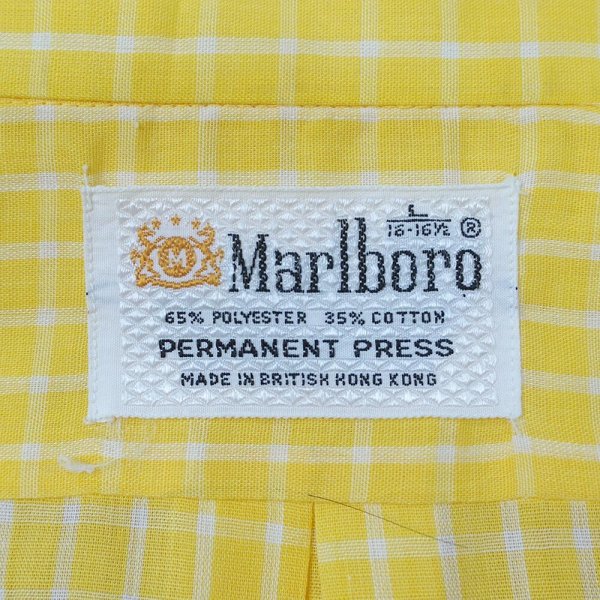 L
16-16½
M Marlboro ®
65% POLYESTER 35% COTTON
PERMANENT PRESS
MADE IN BRITISH HONG KONG